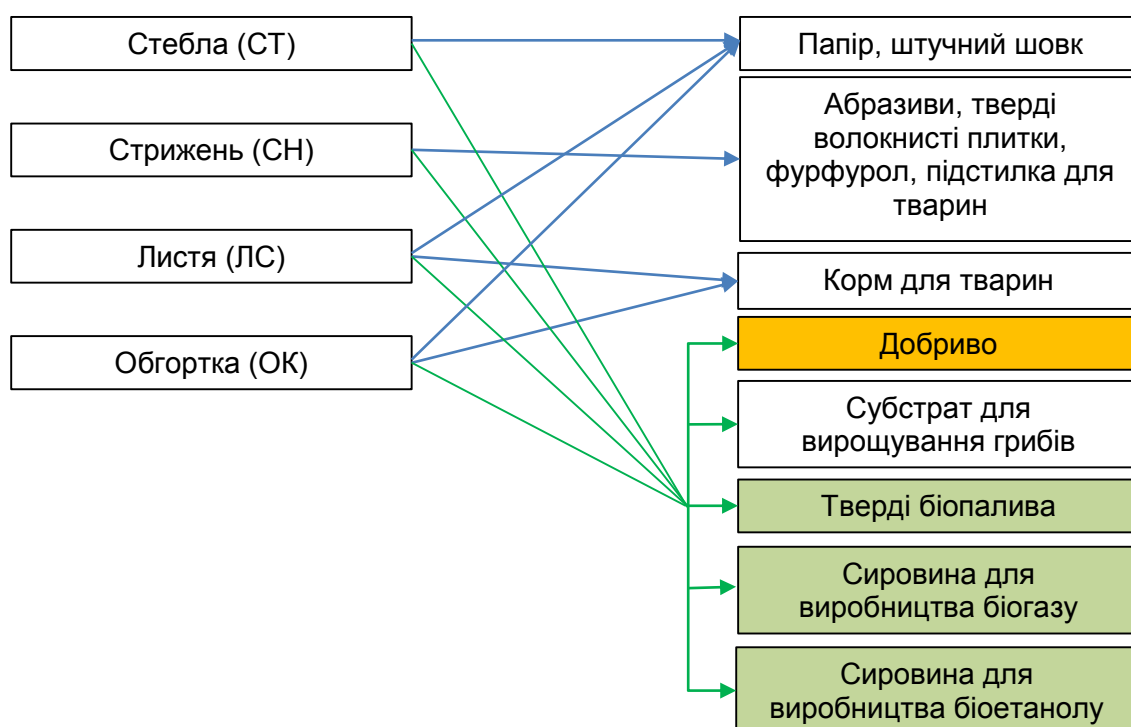 Стебла (СТ)
Стрижень (СН)
Листя (ЛС)
Обгортка (ОК)
Папір, штучний шовк
Абразиви, тверді
волокнисті плитки,
фурфурол, підстилка для
тварин
Корм для тварин
Добриво
Субстрат для
вирощування грибів
Тверді біопалива
Сировина для
виробництва біогазу
Сировина для
виробництва біоетанолу